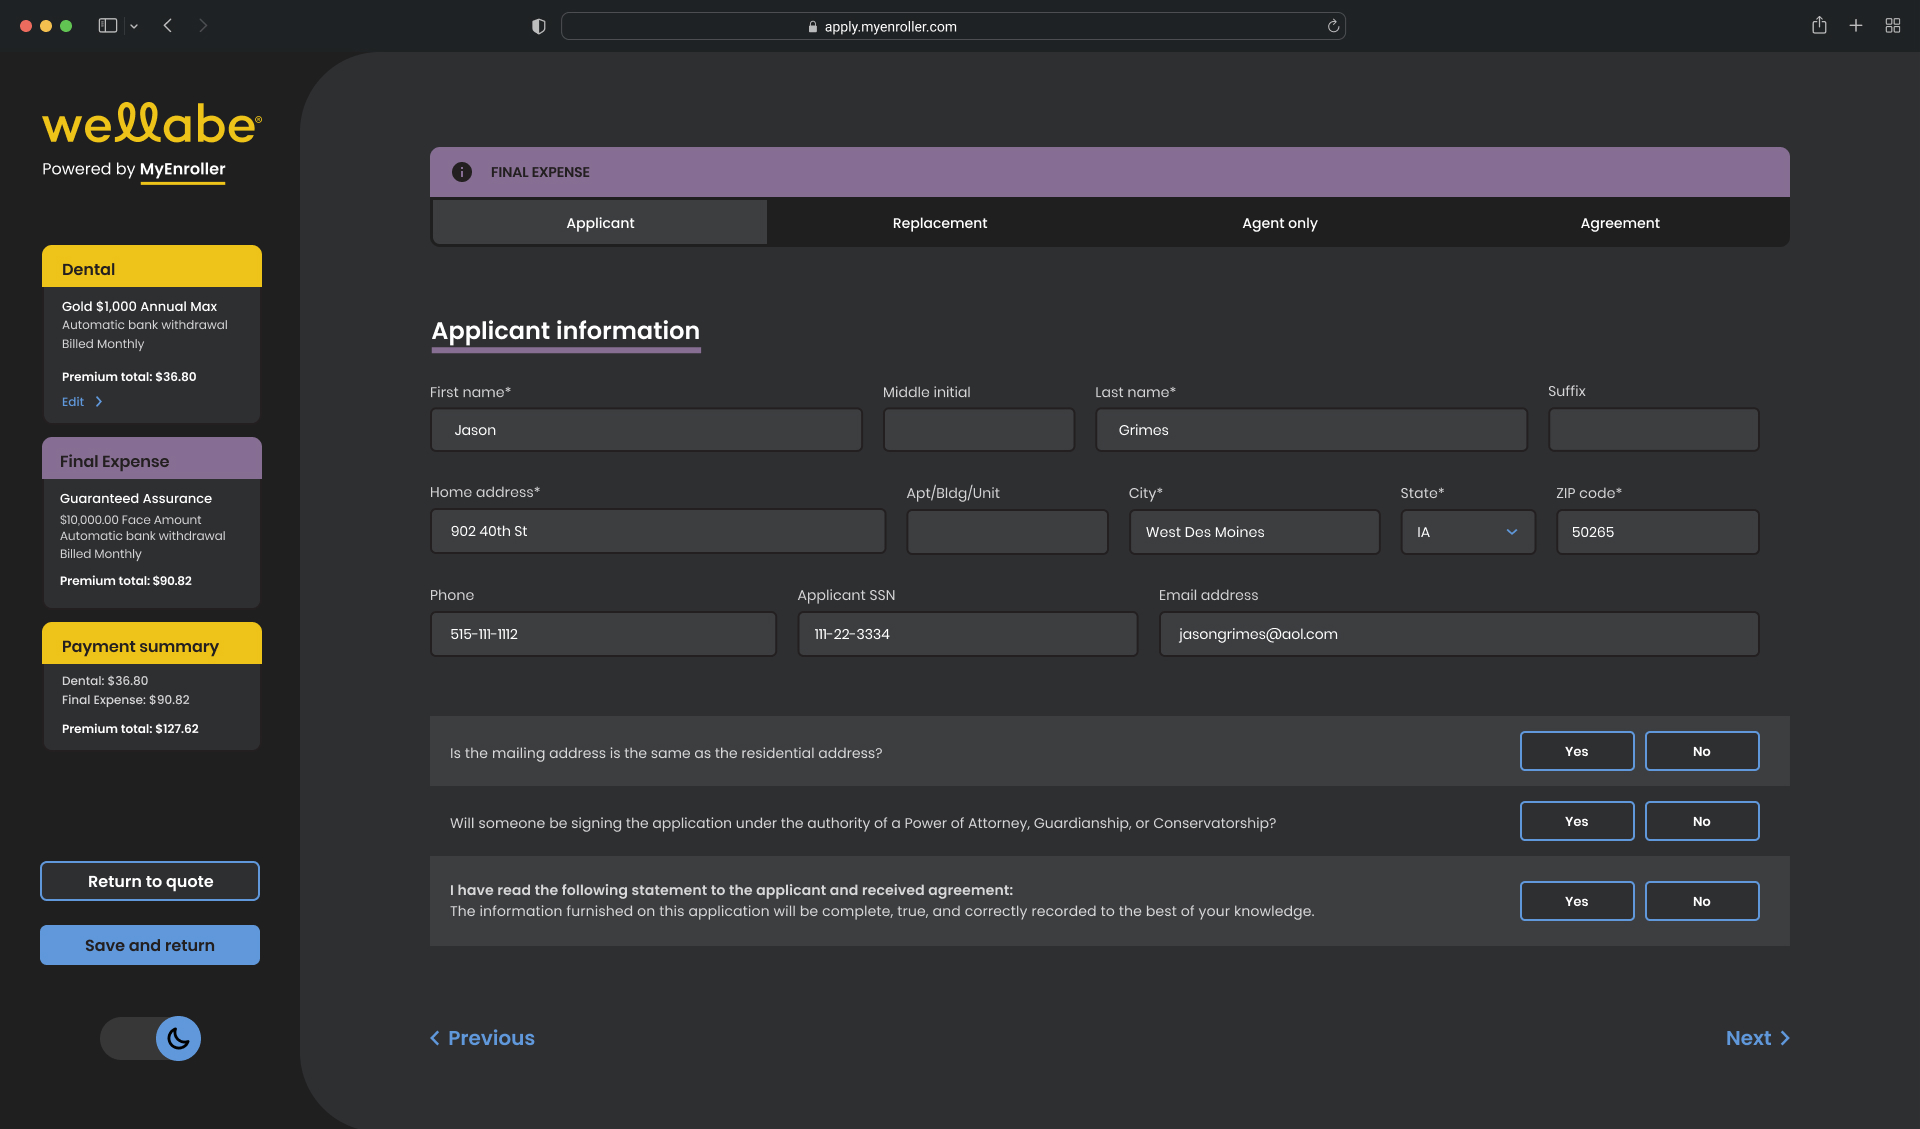 apply.myenroller.com
wellabe®
Powered by MyEnroller
Dental
Gold $1,000 Annual Max
Automatic bank withdrawal
Billed Monthly
Premium total: $36.80
Edit
Final Expense
Guaranteed Assurance
$10,000.00 Face Amount
Automatic bank withdrawal
Billed Monthly
Premium total: $90.82
Payment summary
Dental: $36.80
Final Expense: $90.82
Premium total: $127.62
Return to quote
Save and return
FINAL EXPENSE
Applicant Replacement Agent only Agreement
Applicant information
First name* Middle initial Last name* Suffix
Jason Grimes
Home address* Apt/Bldg/Unit City* State* ZIP code*
902 40th St West Des Moines IA 50265
Phone Applicant SSN Email address
515-111-1112 111-22-3334 jasongrimes@aol.com
Is the mailing address is the same as the residential address? Yes No
Will someone be signing the application under the authority of a Power of Attorney, Guardianship, or Conservatorship? Yes No
I have read the following statement to the applicant and received agreement:
The information furnished on this application will be complete, true, and correctly recorded to the best of your knowledge. Yes No
Previous Next